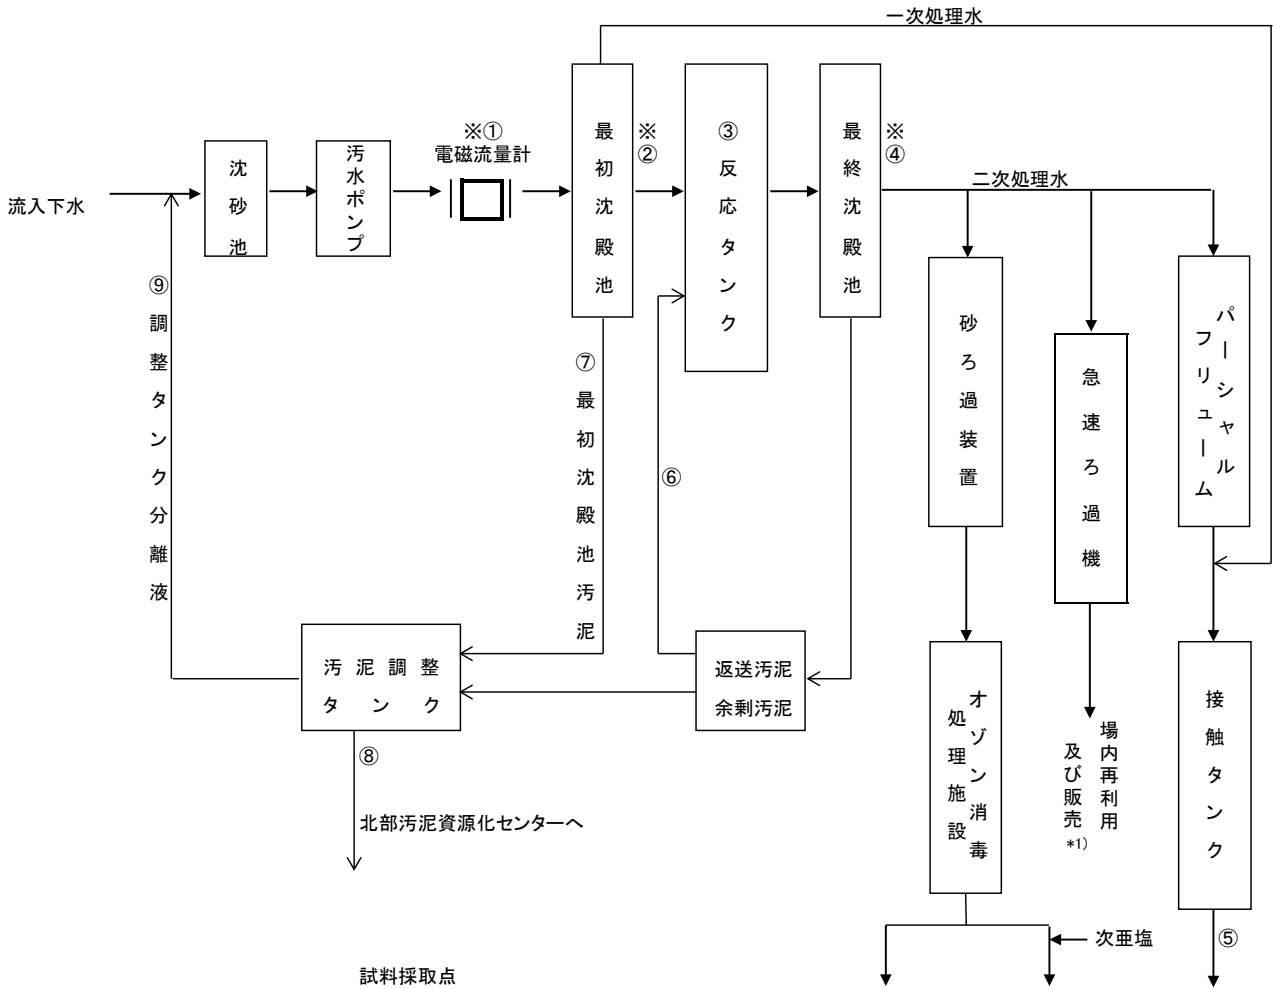 一次処理水
流入下水
沈砂池
汚水ポンプ
※①
電磁流量計
最初沈殿池
※
②
③
反応タンク
最終沈殿池
※
④
二次処理水
⑨調整タンク分離液
⑦最初沈殿池汚泥
⑥
砂ろ過装置
急速ろ過機
パーシャル
フリューム
汚泥調整
タンク
返送汚泥
余剰汚泥
⑧
北部汚泥資源化センターへ
オゾン消毒
処理施設
場内再利用
及び販売*1)
接触タンク
次亜塩
⑤
試料採取点